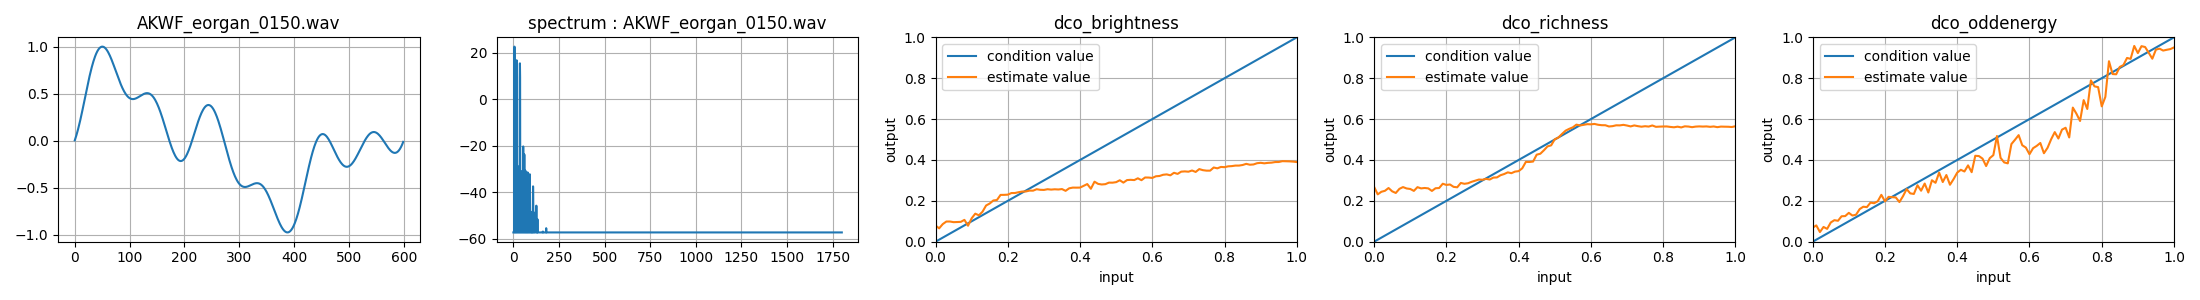 AKWF_eorgan_0150.wav
1.0
0.5
0.0
−0.5
−1.0
0 100 200 300 400 500 600
spectrum : AKWF_eorgan_0150.wav
20
0
−20
−40
−60
0 250 500 750 1000 1250 1500 1750
dco_brightness
condition value
estimate value
output
1.0
0.8
0.6
0.4
0.2
0.0
0.0 0.2 0.4 0.6 0.8 1.0
input
dco_richness
condition value
estimate value
output
1.0
0.8
0.6
0.4
0.2
0.0
0.0 0.2 0.4 0.6 0.8 1.0
input
dco_oddenergy
condition value
estimate value
output
1.0
0.8
0.6
0.4
0.2
0.0
0.0 0.2 0.4 0.6 0.8 1.0
input